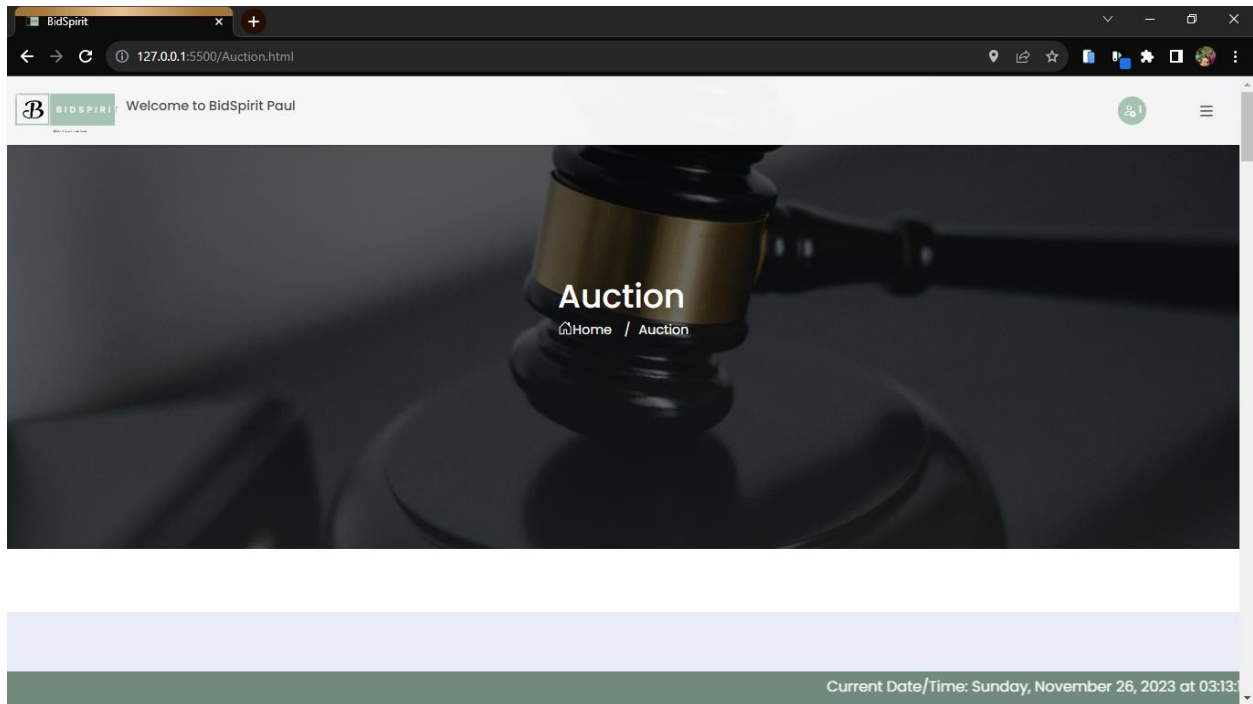 BidSpirit
127.0.0.1:5500/Auction.html
B BIDSPIRIT Welcome to BidSpirit Paul
1
Auction
Home / Auction
Current Date/Time: Sunday, November 26, 2023 at 03:13: